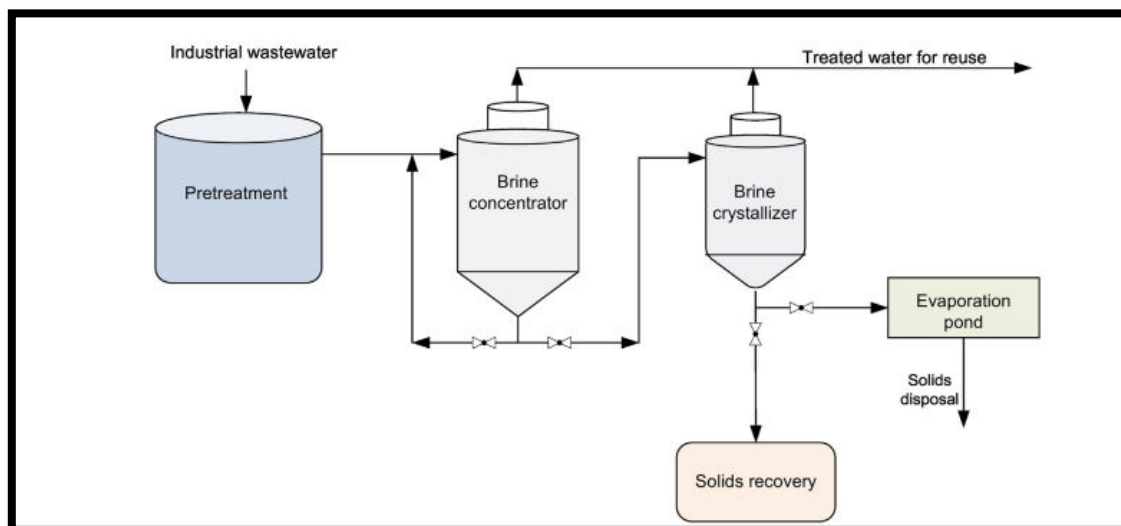 Industrial wastewater
Treated water for reuse
Pretreatment
Brine
concentrator
Brine
crystallizer
Evaporation
pond
Solids
disposal
Solids recovery